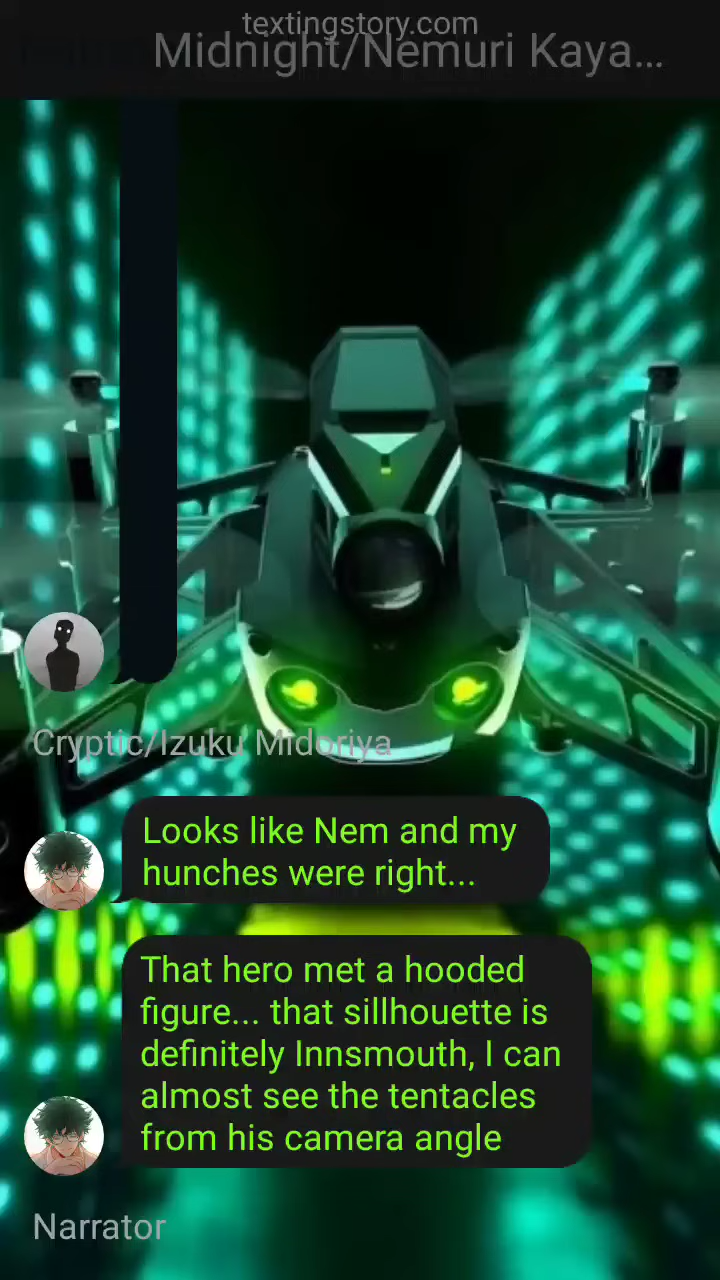 textingstory.com
Midnight/Nemuri Kaya...
Cryptic/Izuku Midoriya
Looks like Nem and my
hunches were right...
That hero met a hooded
figure... that sillhouette is
definitely Innsmouth, I can
almost see the tentacles
from his camera angle
Narrator